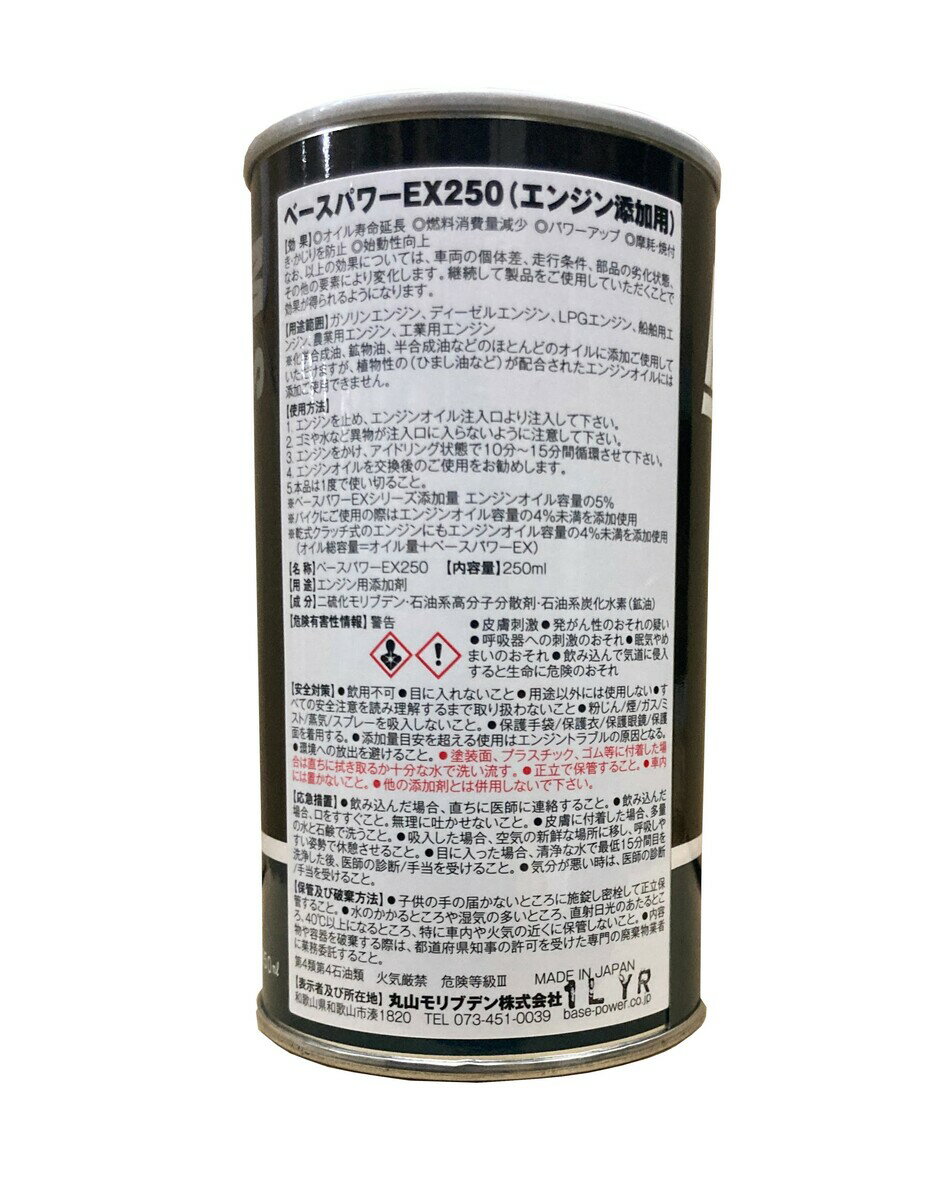 ベースパワーEX250(エンジン添加用)
【効 果】◎オイル寿命延長 ◎燃料消費量減少 ◎パワーアップ ◎摩耗・焼付
き・かじりを防止 ◎始動性向上
なお、以上の効果については、車両の個体差、走行条件、部品の劣化状態、
その他の要素により変化します。継続して製品をご使用していただくことで
効果が得られるようになります。
【用途範囲】ガソリンエンジン、ディーゼルエンジン、LPGエンジン、船舶用エ
ンジン、農業用エンジン、工業用エンジン
※化学合成油、鉱物油、半合成油などのほとんどのオイルに添加ご使用して
いただけますが、植物性の(ひまし油など)が配合されたエンジンオイルには
添加ご使用できません。
【使用方法】
1. エンジンを止め、エンジンオイル注入口より注入して下さい。
2. ゴミや水など異物が注入口に入らないように注意して下さい。
3. エンジンをかけ、アイドリング状態で10分〜15分間循環させて下さい。
4. エンジンオイルを交換後のご使用をお勧めします。
5.本品は1度で使い切ること。
※ベースパワーEXシリーズ添加量 エンジンオイル容量の5%
※バイクにご使用の際はエンジンオイル容量の4%未満を添加使用
※乾式クラッチ式のエンジンにもエンジンオイル容量の4%未満を添加使用
(オイル総容量=オイル量+ベースパワーEX)
【名 称】ベースパワーEX250 【内容量】250ml
【用 途】エンジン用添加剤
【成 分】二硫化モリブデン・石油系高分子分散剤・石油系炭化水素(鉱油)
【危険有害性情報】警告
●皮膚刺激●発がん性のおそれの疑い
●呼吸器への刺激のおそれ●眠気やめ
まいのおそれ●飲み込んで気道に侵入
すると生命に危険のおそれ
【安全対策】●飲用不可●目に入れないこと●用途以外には使用しない●す
べての安全注意を読み理解するまで取り扱わないこと●粉じん/煙/ガス/ミ
スト/蒸気/スプレーを吸入しないこと。●保護手袋/保護衣/保護眼鏡/保護
面を着用する。●添加量目安を超える使用はエンジントラブルの原因となる。
●環境への放出を避けること。●塗装面、プラスチック、ゴム等に付着した場
合は直ちに拭き取るか十分な水で洗い流す。●正立で保管すること。●車内
には置かないこと。●他の添加剤とは併用しないで下さい。
【応急措置】●飲み込んだ場合、直ちに医師に連絡すること。●飲み込んだ
場合、口をすすぐこと。無理に吐かせないこと。●皮膚に付着した場合、多量
の水と石鹸で洗うこと。●吸入した場合、空気の新鮮な場所に移し、呼吸しや
すい姿勢で休憩させること。●目に入った場合、清浄な水で最低15分間目を
洗浄した後、医師の診断/手当を受けること。●気分が悪い時は、医師の診断
/手当を受けること。
【保管及び破棄方法】●子供の手の届かないところに施錠し密栓して正立保
管すること。●水のかかるところや湿気の多いところ、直射日光のあたるとこ
ろ、40℃以上になるところ、特に車内や火気の近くに保管しないこと。●内容
物や容器を破棄する際は、都道府県知事の許可を受けた専門の廃棄物業者
に業務委託すること。
第4類第4石油類 火気厳禁 危険等級Ⅲ MADE IN JAPAN
【表示者及び所在地】丸山モリブデン株式会社 1L YR
和歌山県和歌山市湊1820 TEL 073-451-0039 base-power.co.jp